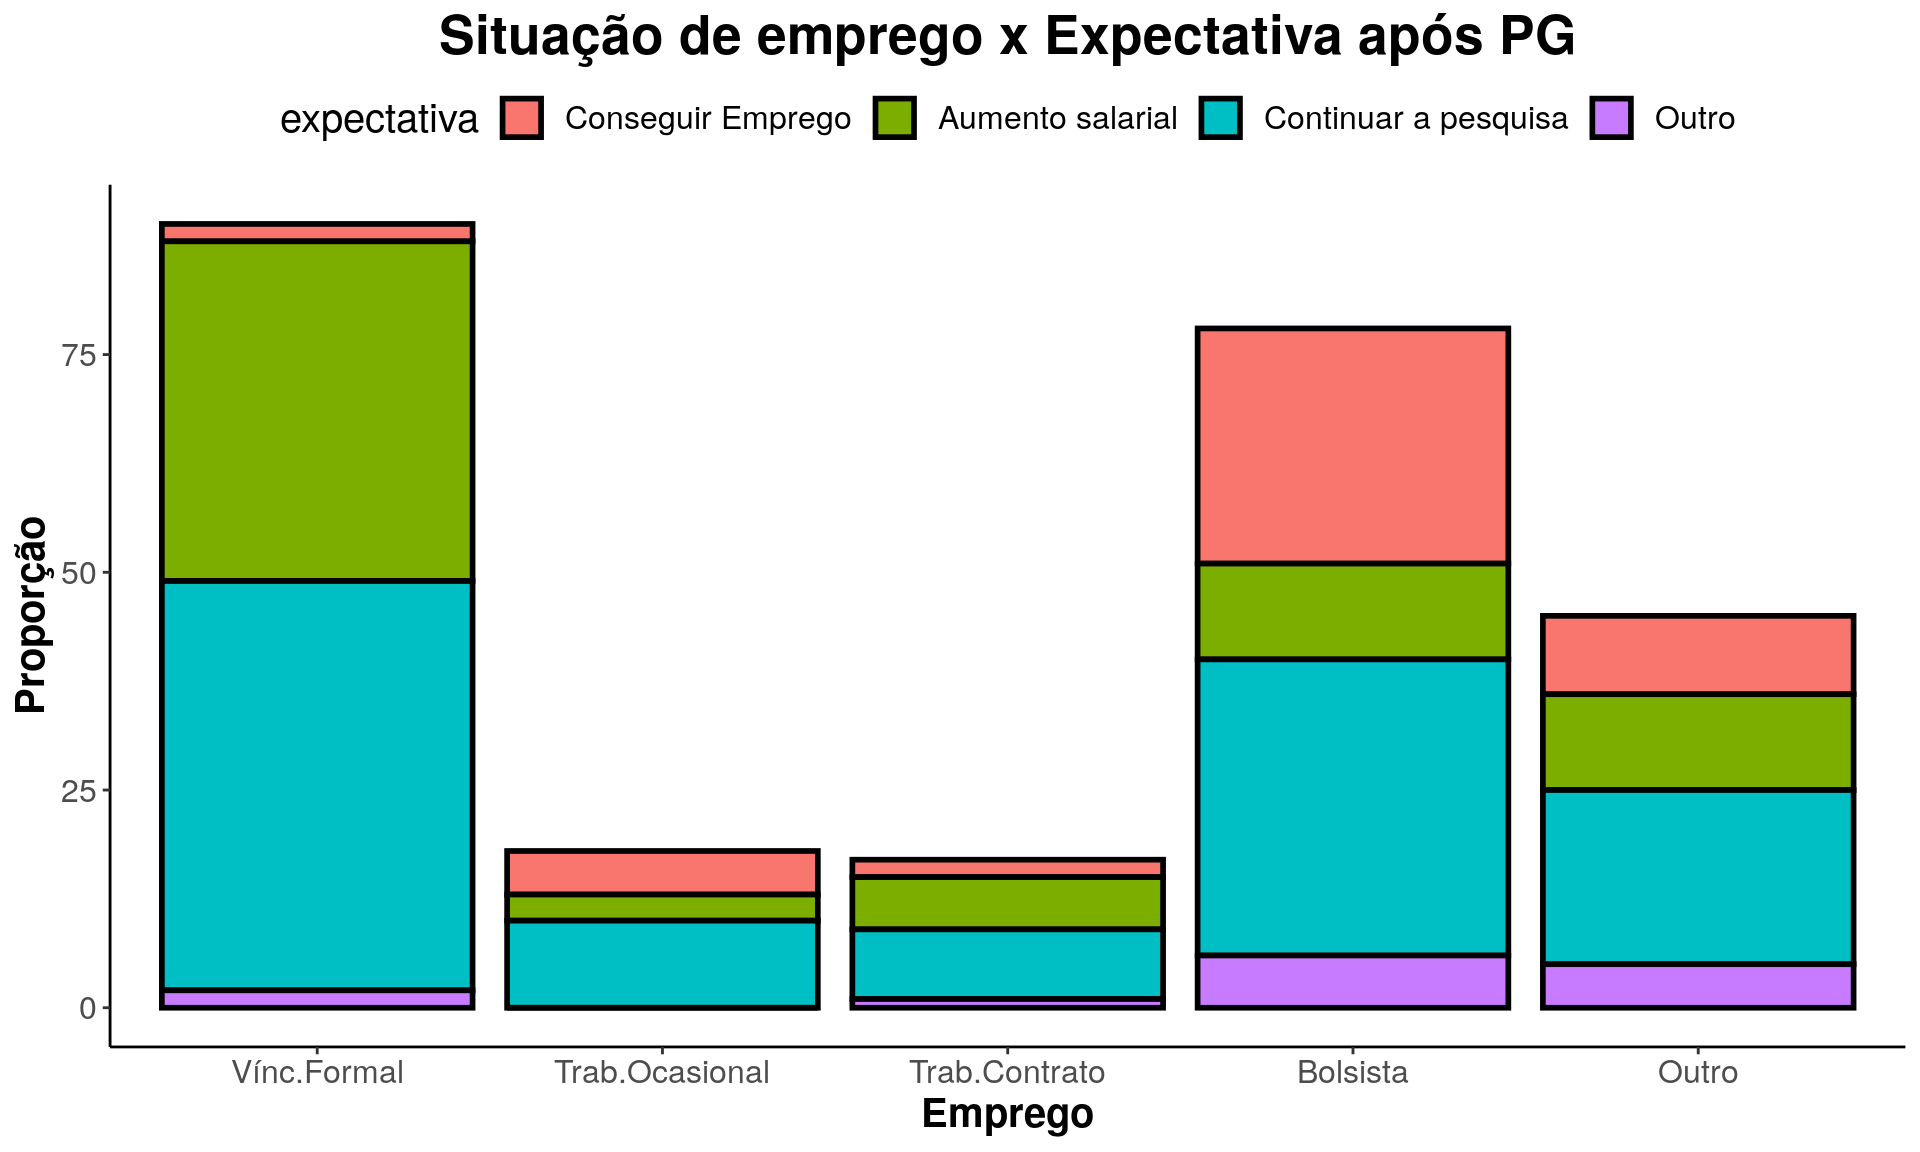 Situação de emprego x Expectativa após PG
expectativa Conseguir Emprego Aumento salarial Continuar a pesquisa Outro
Proporção
75
50
25
0
Vínc.Formal Trab.Ocasional Trab.Contrato Bolsista Outro
Emprego